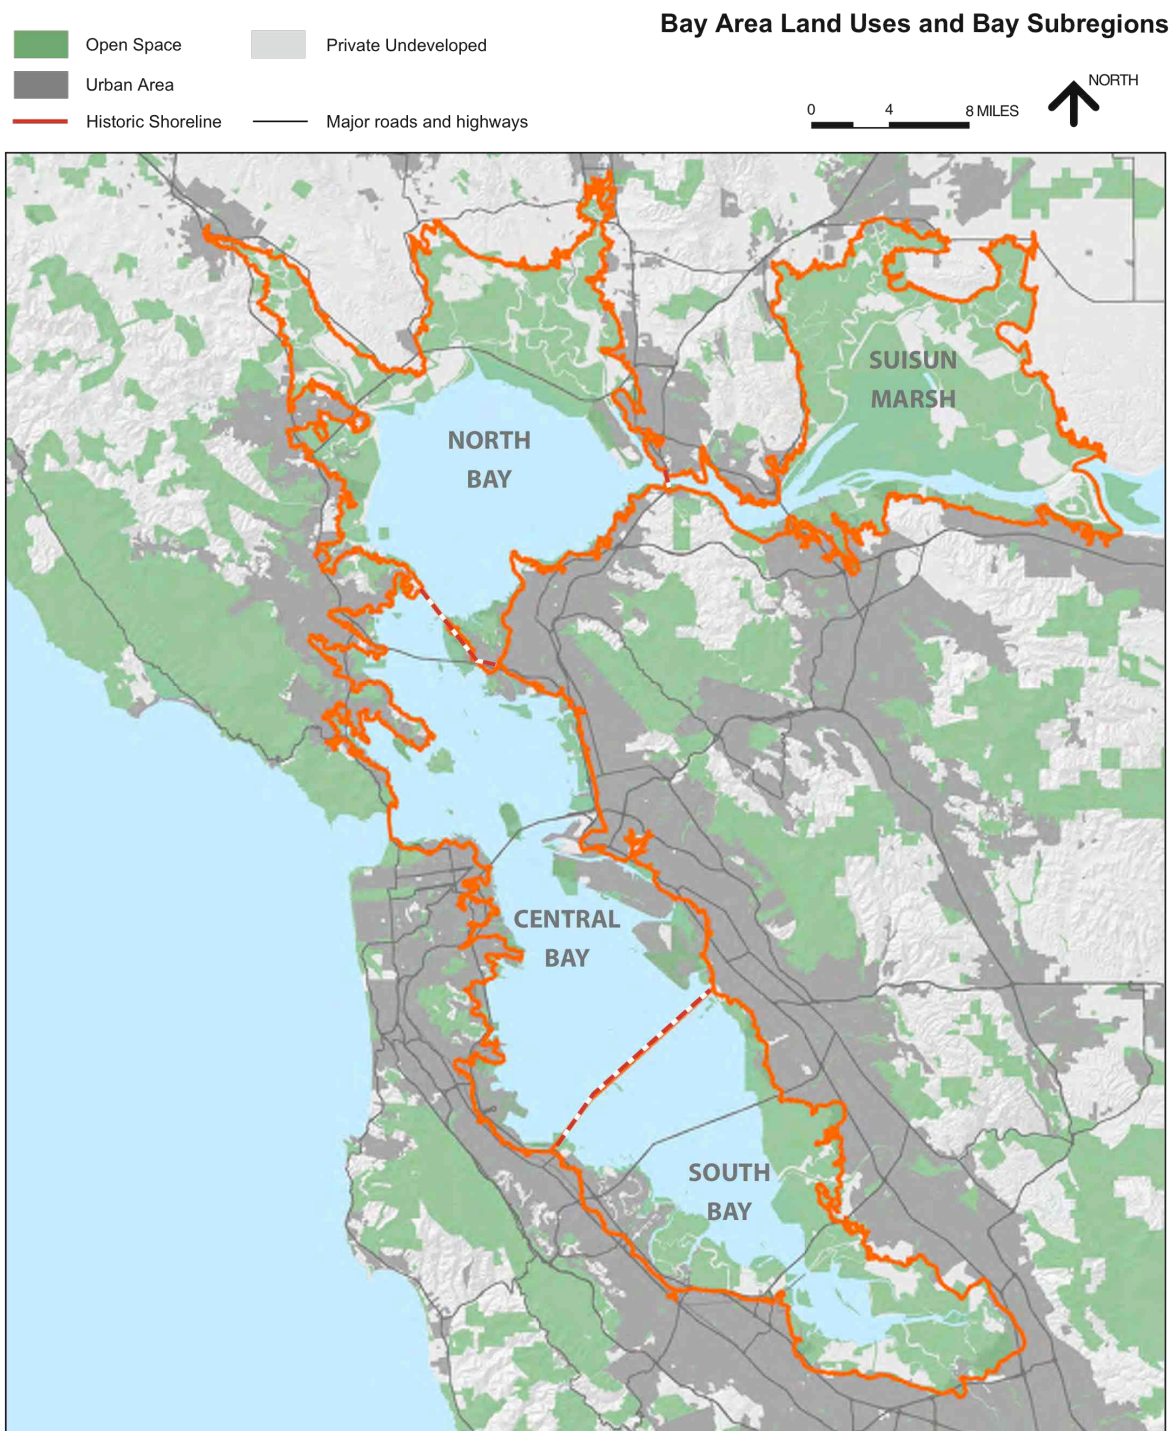 Bay Area Land Uses and Bay Subregions
Open Space
Private Undeveloped
Urban Area
Historic Shoreline
Major roads and highways
0 4 8 MILES
NORTH
SUISUN
MARSH
NORTH
BAY
CENTRAL
BAY
SOUTH
BAY